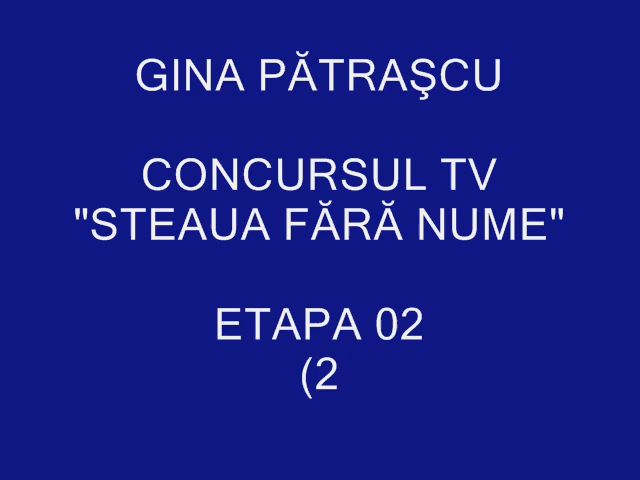 GINA PĂTRAŞCU
CONCURSUL TV
"STEAUA FĂRĂ NUME"
ETAPA 02
(2